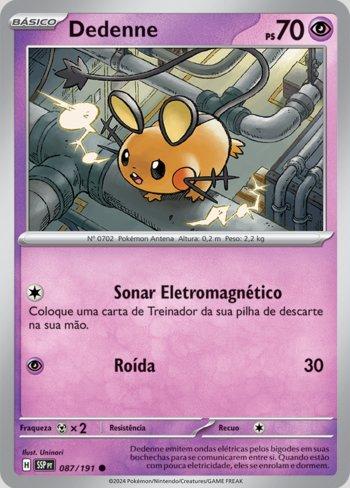 BÁSICO
Dedenne
PS 70
Nº 0702 Pokémon Antena Altura: 0,2 m Peso: 2,2 kg
Sonar Eletromagnético
Coloque uma carta de Treinador da sua pilha de descarte
na sua mão.
Roída 30
Fraqueza ×2 Resistência Recuo
Ilust. Uninori
H SSP PT 087/191
Dedenne emitem ondas elétricas pelos bigodes em suas
bochechas para se comunicarem entre si. Quando estão
com pouca eletricidade, eles se enrolam e dormem.
©2024 Pokémon/Nintendo/Creatures/GAME FREAK